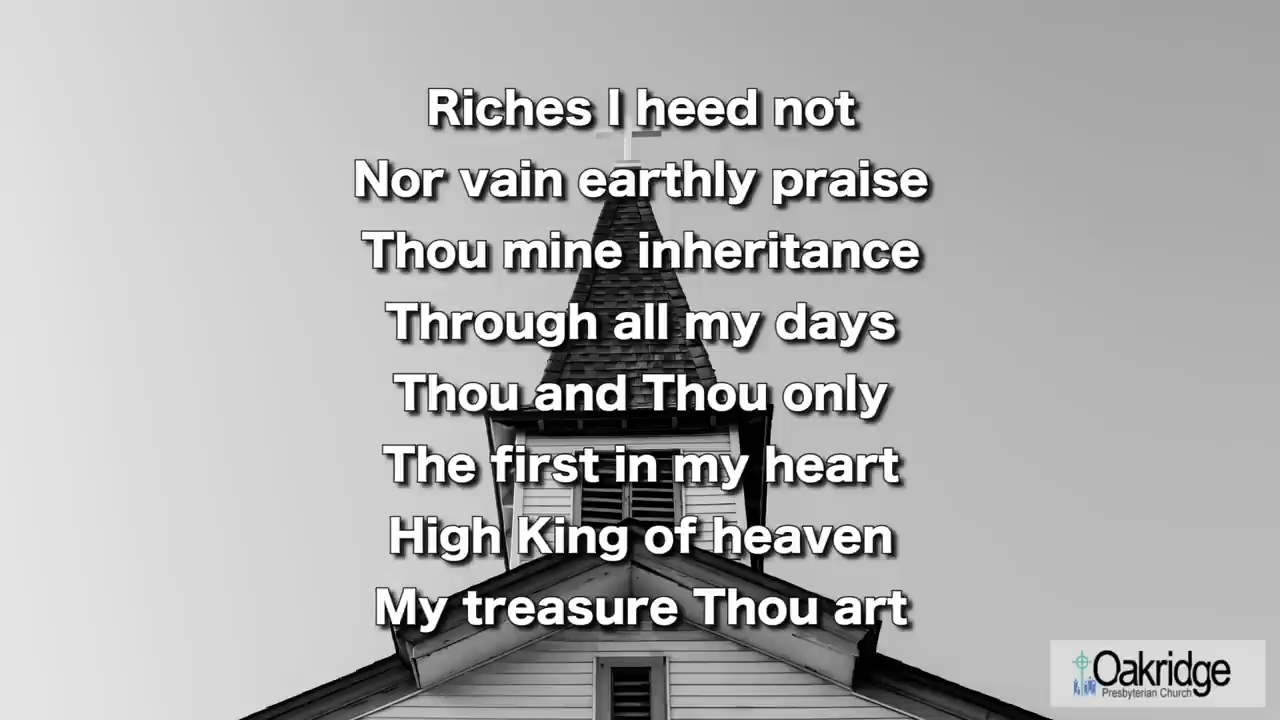 Riches I heed not
Nor vain earthly praise
Thou mine inheritance
Through all my days
Thou and Thou only
The first in my heart
High King of heaven
My treasure Thou art
Oakridge
Presbyterian Church